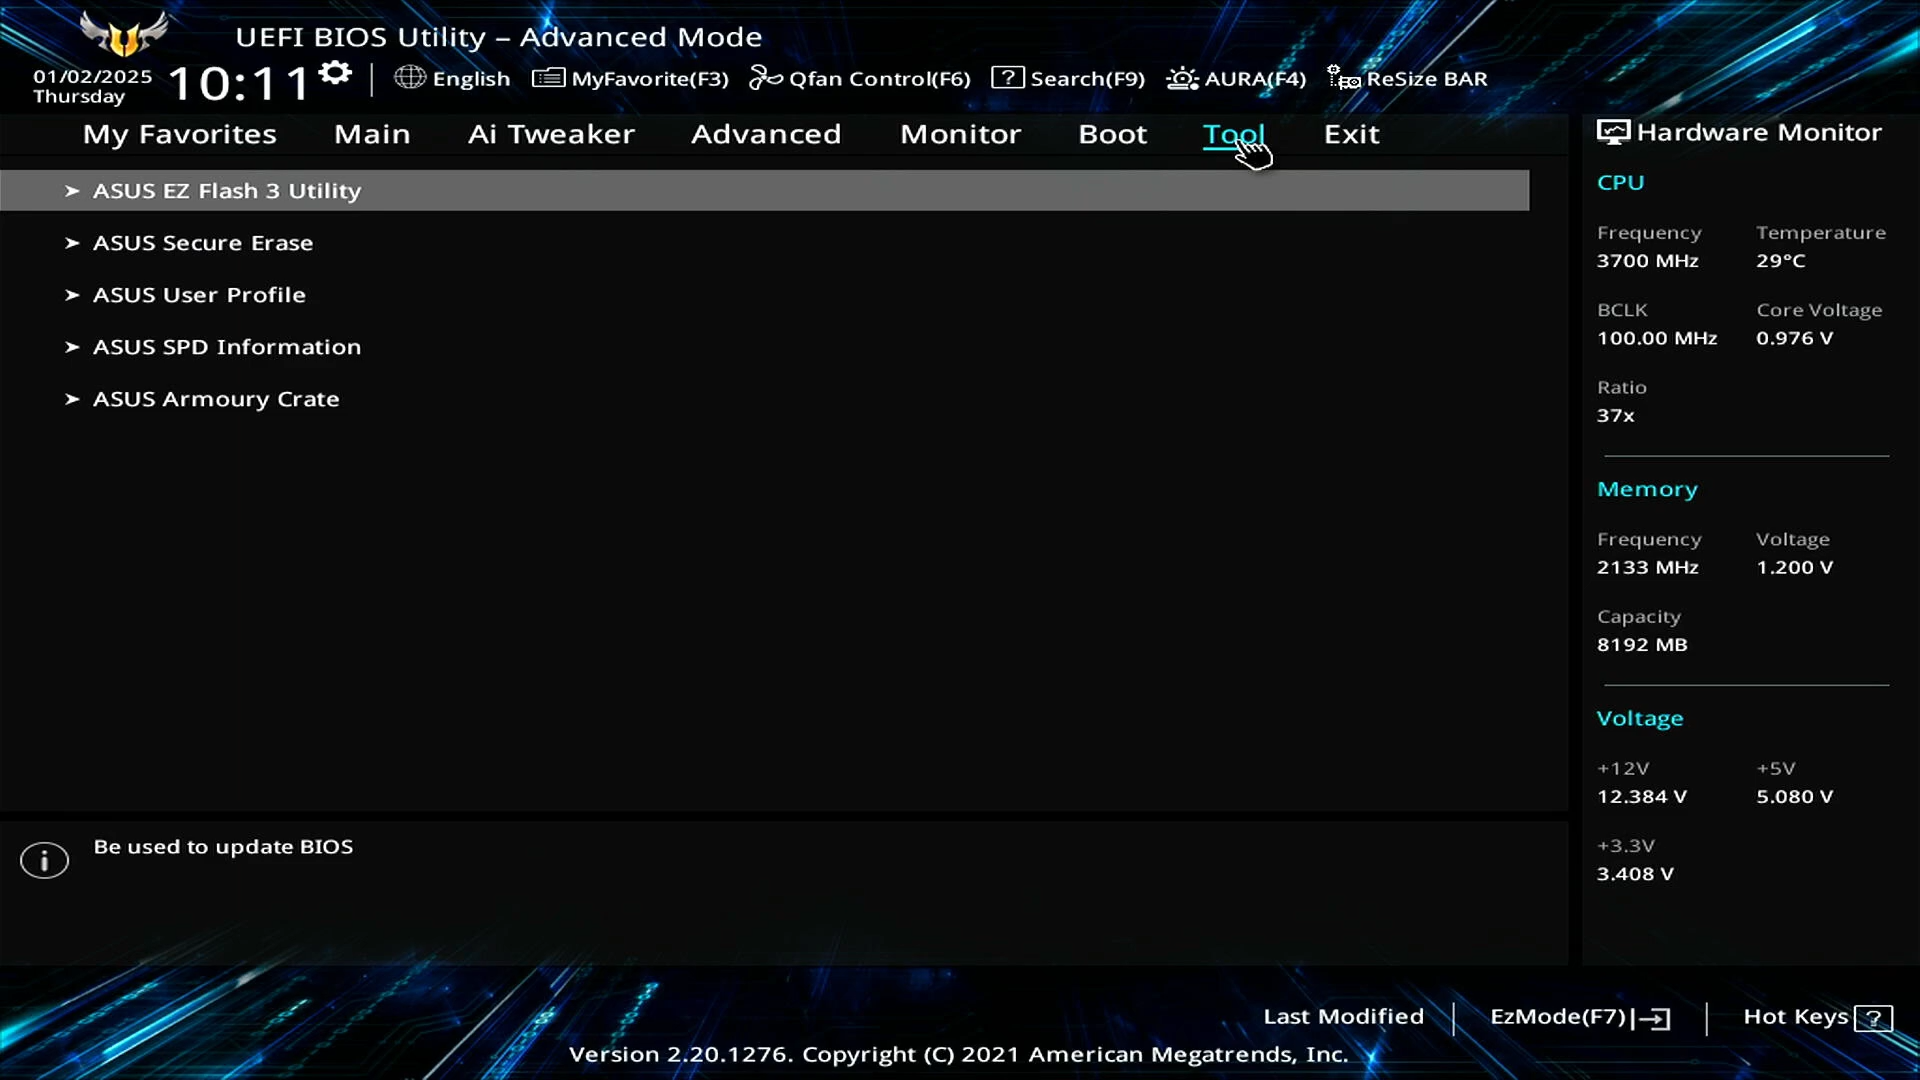 UEFI BIOS Utility – Advanced Mode
01/02/2025
Thursday
10:11
English
MyFavorite(F3)
Qfan Control(F6)
? Search(F9)
AURA(F4)
ReSize BAR
My Favorites
Main
Ai Tweaker
Advanced
Monitor
Boot
Tool
Exit
➤ ASUS EZ Flash 3 Utility
➤ ASUS Secure Erase
➤ ASUS User Profile
➤ ASUS SPD Information
➤ ASUS Armoury Crate
Hardware Monitor
CPU
Frequency Temperature
3700 MHz 29°C
BCLK Core Voltage
100.00 MHz 0.976 V
Ratio
37x
Memory
Frequency Voltage
2133 MHz 1.200 V
Capacity
8192 MB
Voltage
+12V +5V
12.384 V 5.080 V
+3.3V
3.408 V
i Be used to update BIOS
Last Modified
EzMode(F7)
Hot Keys ?
Version 2.20.1276. Copyright (C) 2021 American Megatrends, Inc.